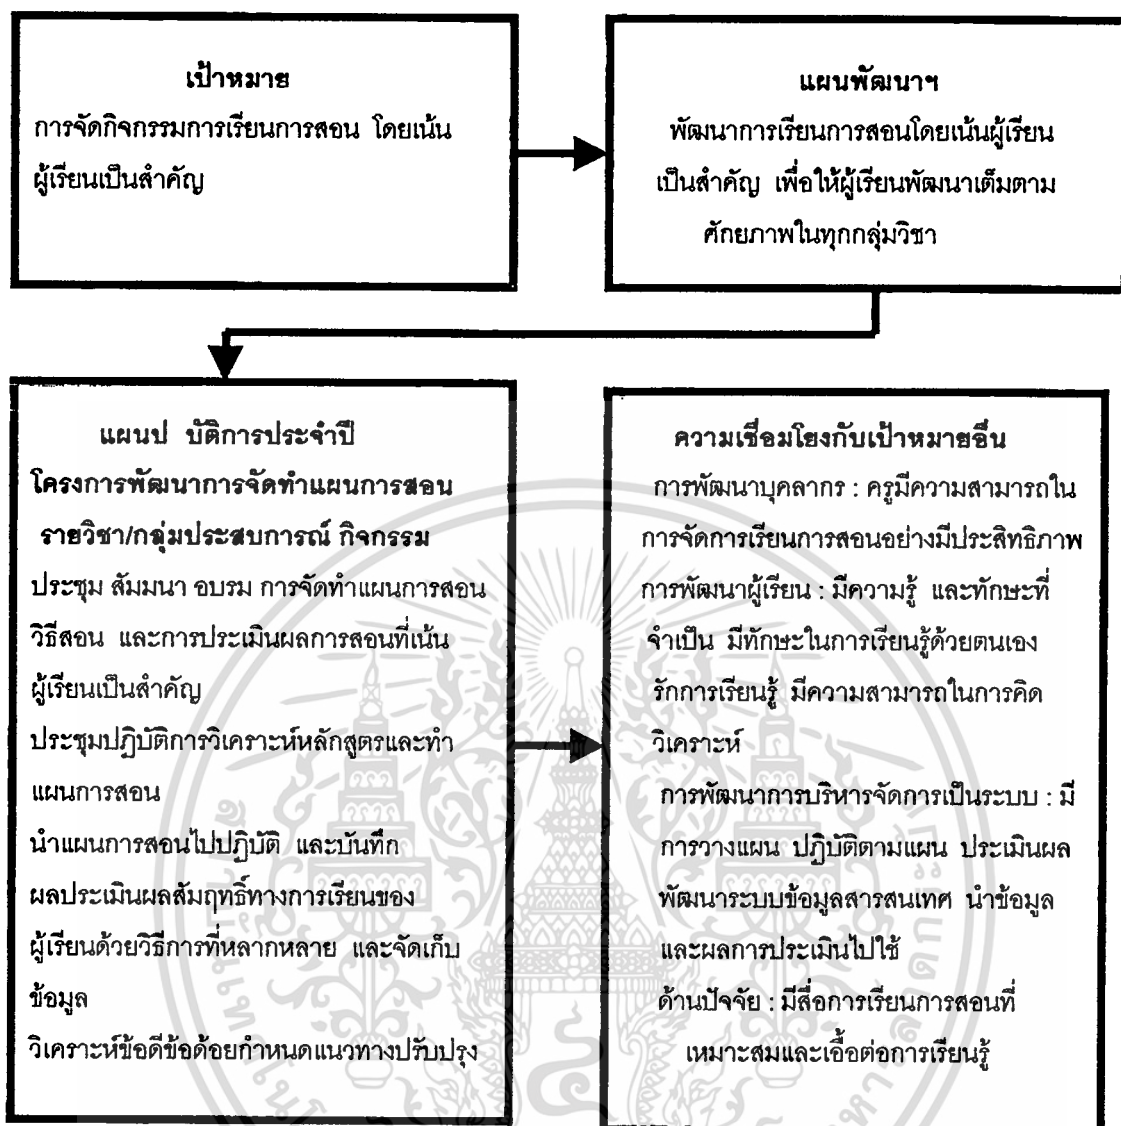 เป้าหมาย
การจัดกิจกรรมการเรียนการสอน โดยเน้น
ผู้เรียนเป็นสำคัญ
แผนพัฒนาฯ
พัฒนาการเรียนการสอนโดยเน้นผู้เรียน
เป็นสำคัญ เพื่อให้ผู้เรียนพัฒนาเต็มตาม
ศักยภาพในทุกกลุ่มวิชา
แผนป บัติการประจำปี
โครงการพัฒนาการจัดทำแผนการสอน
รายวิชา/กลุ่มประสบการณ์ กิจกรรม
ประชุม สัมมนา อบรม การจัดทำแผนการสอน
วิธีสอน และการประเมินผลการสอนที่เน้น
ผู้เรียนเป็นสำคัญ
ประชุมปฏิบัติการวิเคราะห์หลักสูตรและทำ
แผนการสอน
นำแผนการสอนไปปฏิบัติ และบันทึก
ผลประเมินผลสัมฤทธิ์ทางการเรียนของ
ผู้เรียนด้วยวิธีการที่หลากหลาย และจัดเก็บ
ข้อมูล
วิเคราะห์ข้อดีข้อด้อยกำหนดแนวทางปรับปรุง
ความเชื่อมโยงกับเป้าหมายอื่น
การพัฒนาบุคลากร : ครูมีความสามารถใน
การจัดการเรียนการสอนอย่างมีประสิทธิภาพ
การพัฒนาผู้เรียน : มีความรู้ และทักษะที่
จำเป็น มีทักษะในการเรียนรู้ด้วยตนเอง
รักการเรียนรู้ มีความสามารถในการคิด
วิเคราะห์
การพัฒนาการบริหารจัดการเป็นระบบ : มี
การวางแผน ปฏิบัติตามแผน ประเมินผล
พัฒนาระบบข้อมูลสารสนเทศ นำข้อมูล
และผลการประเมินไปใช้
ด้านปัจจัย : มีสื่อการเรียนการสอนที่
เหมาะสมและเอื้อต่อการเรียนรู้